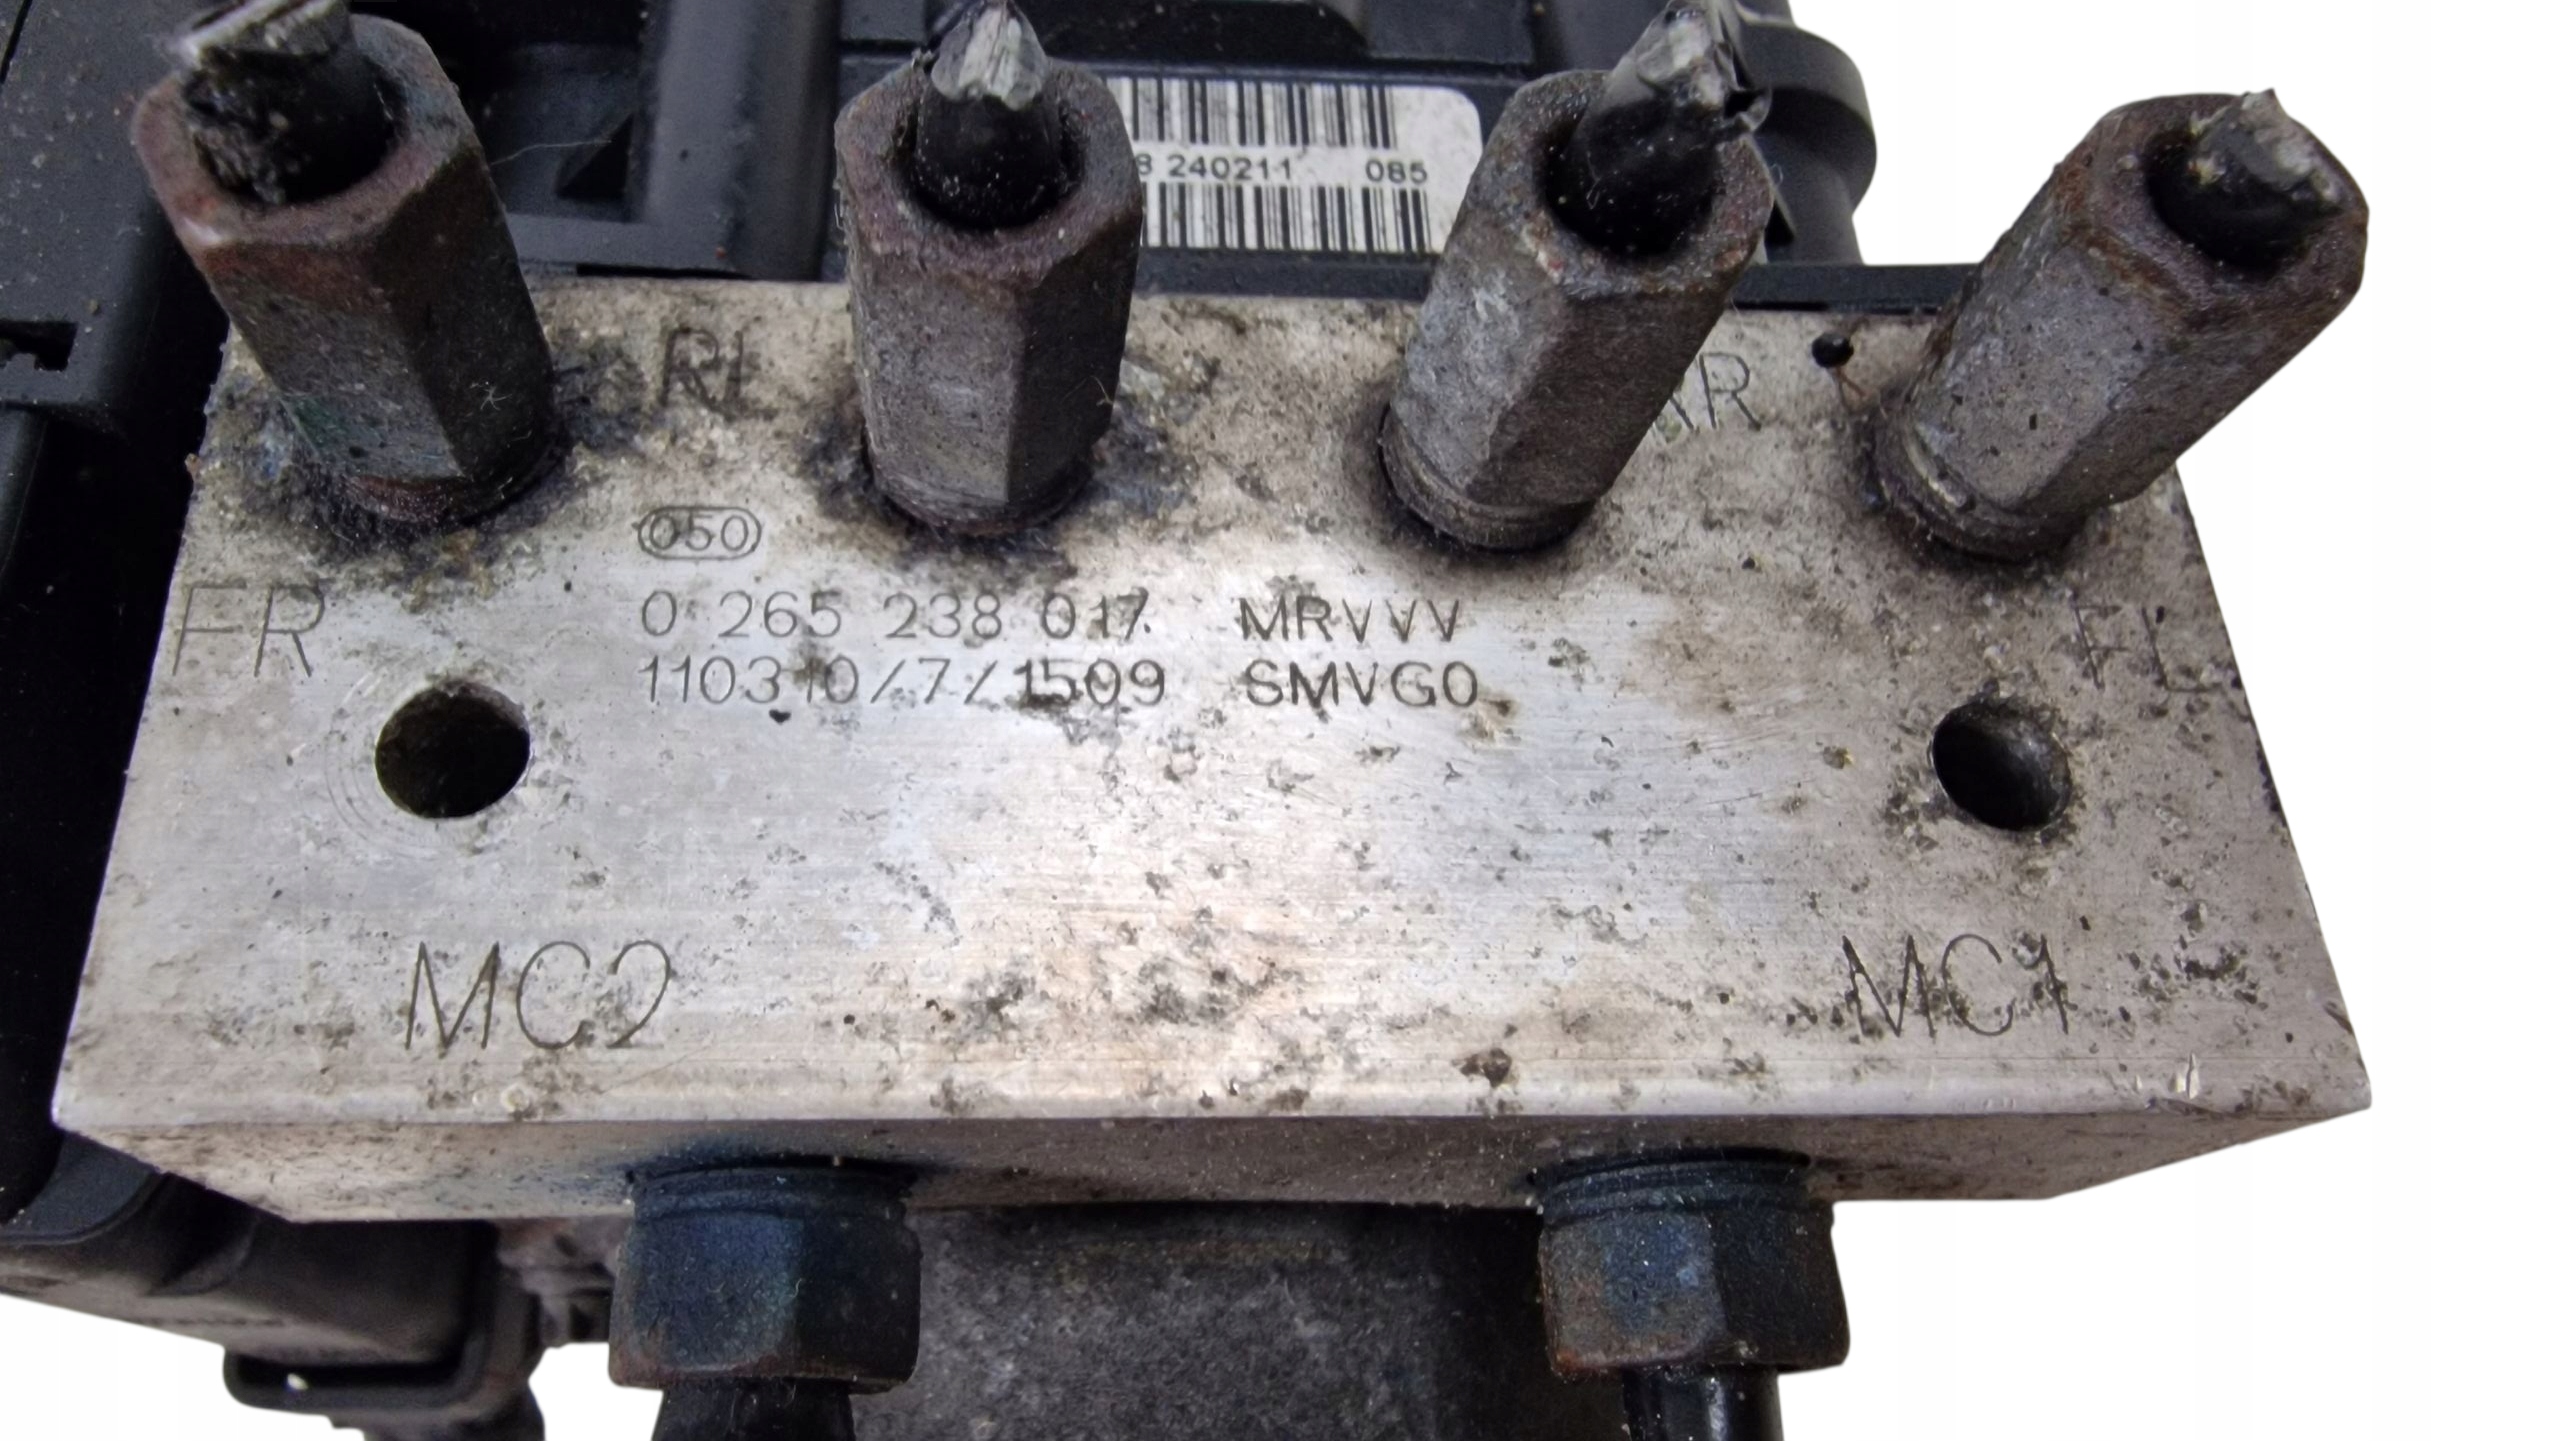 8 240211 085
RL
RR
050
FR
0 265 238 017 MRVVV
FL
110310/7/1509 SMVG0
MC2
MC1